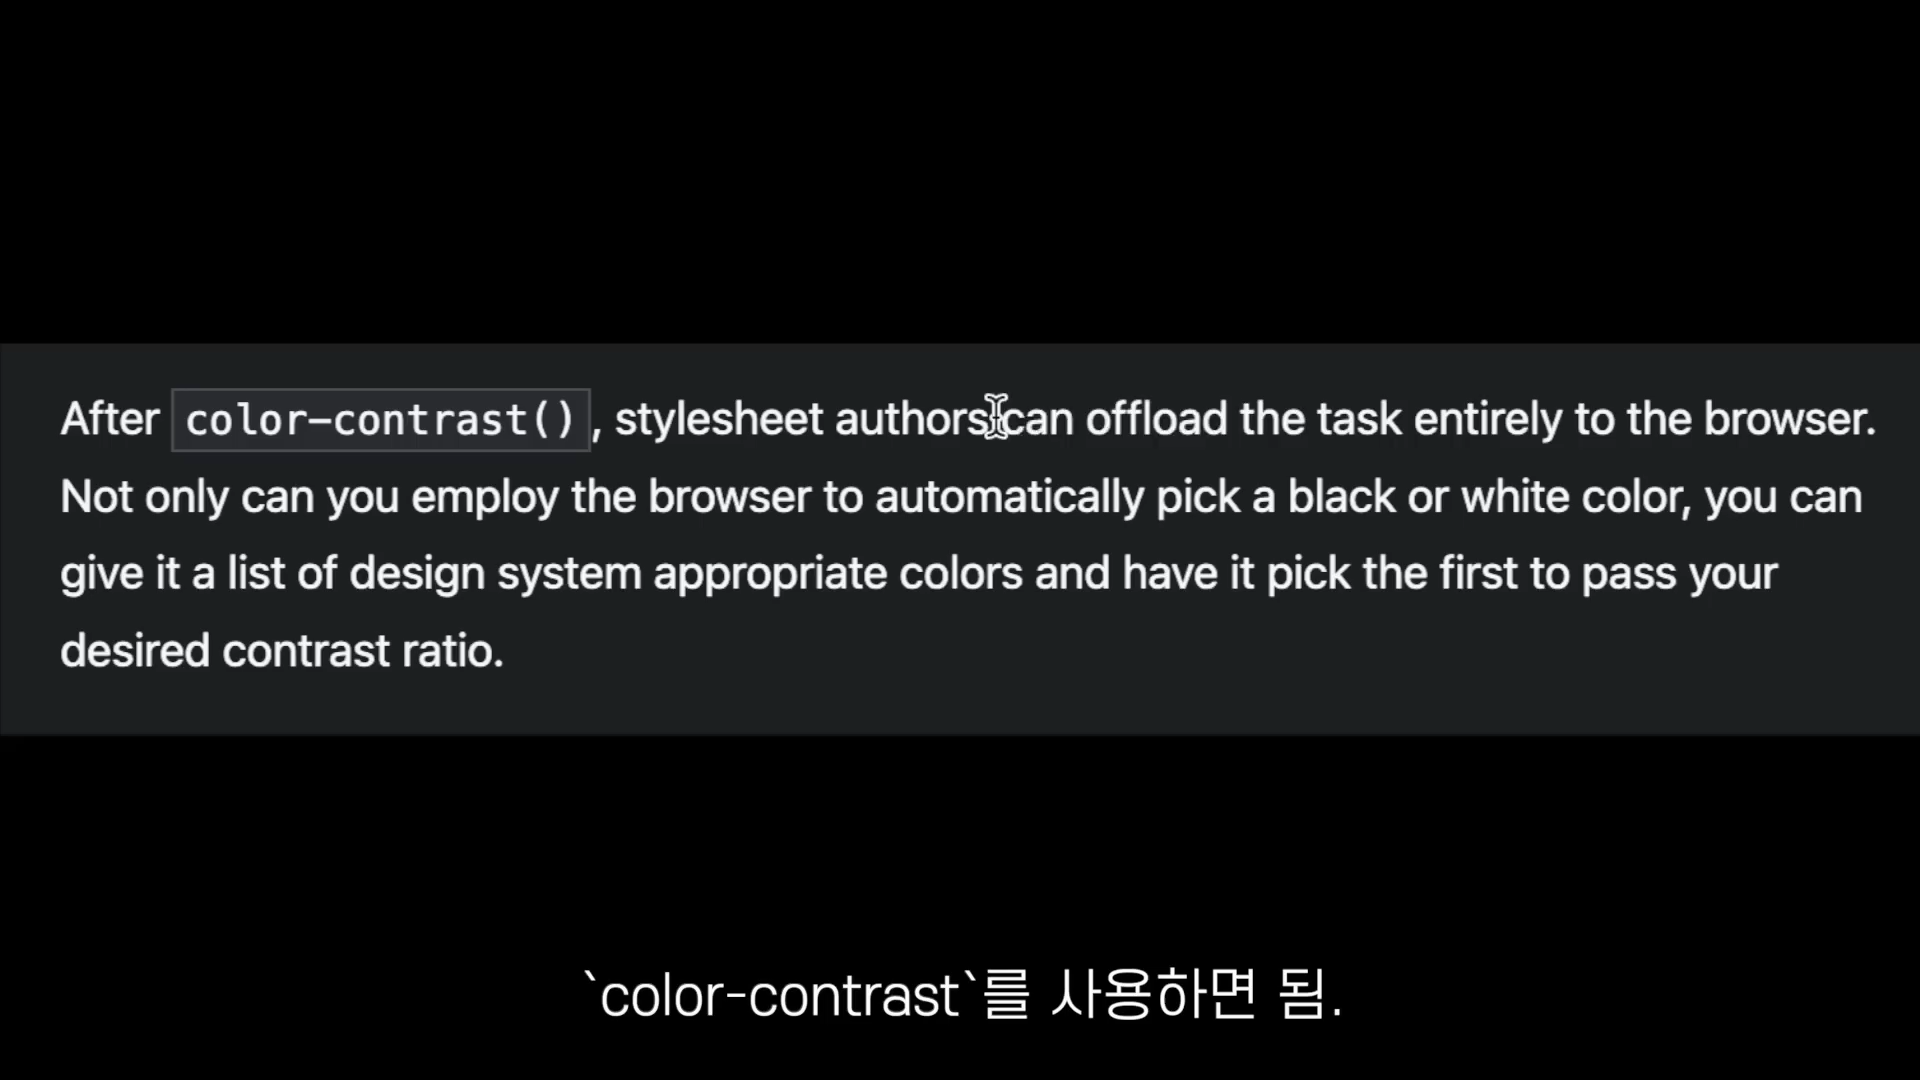 After color-contrast(), stylesheet authors can offload the task entirely to the browser.
Not only can you employ the browser to automatically pick a black or white color, you can
give it a list of design system appropriate colors and have it pick the first to pass your
desired contrast ratio.
`color-contrast`를 사용하면 됨.